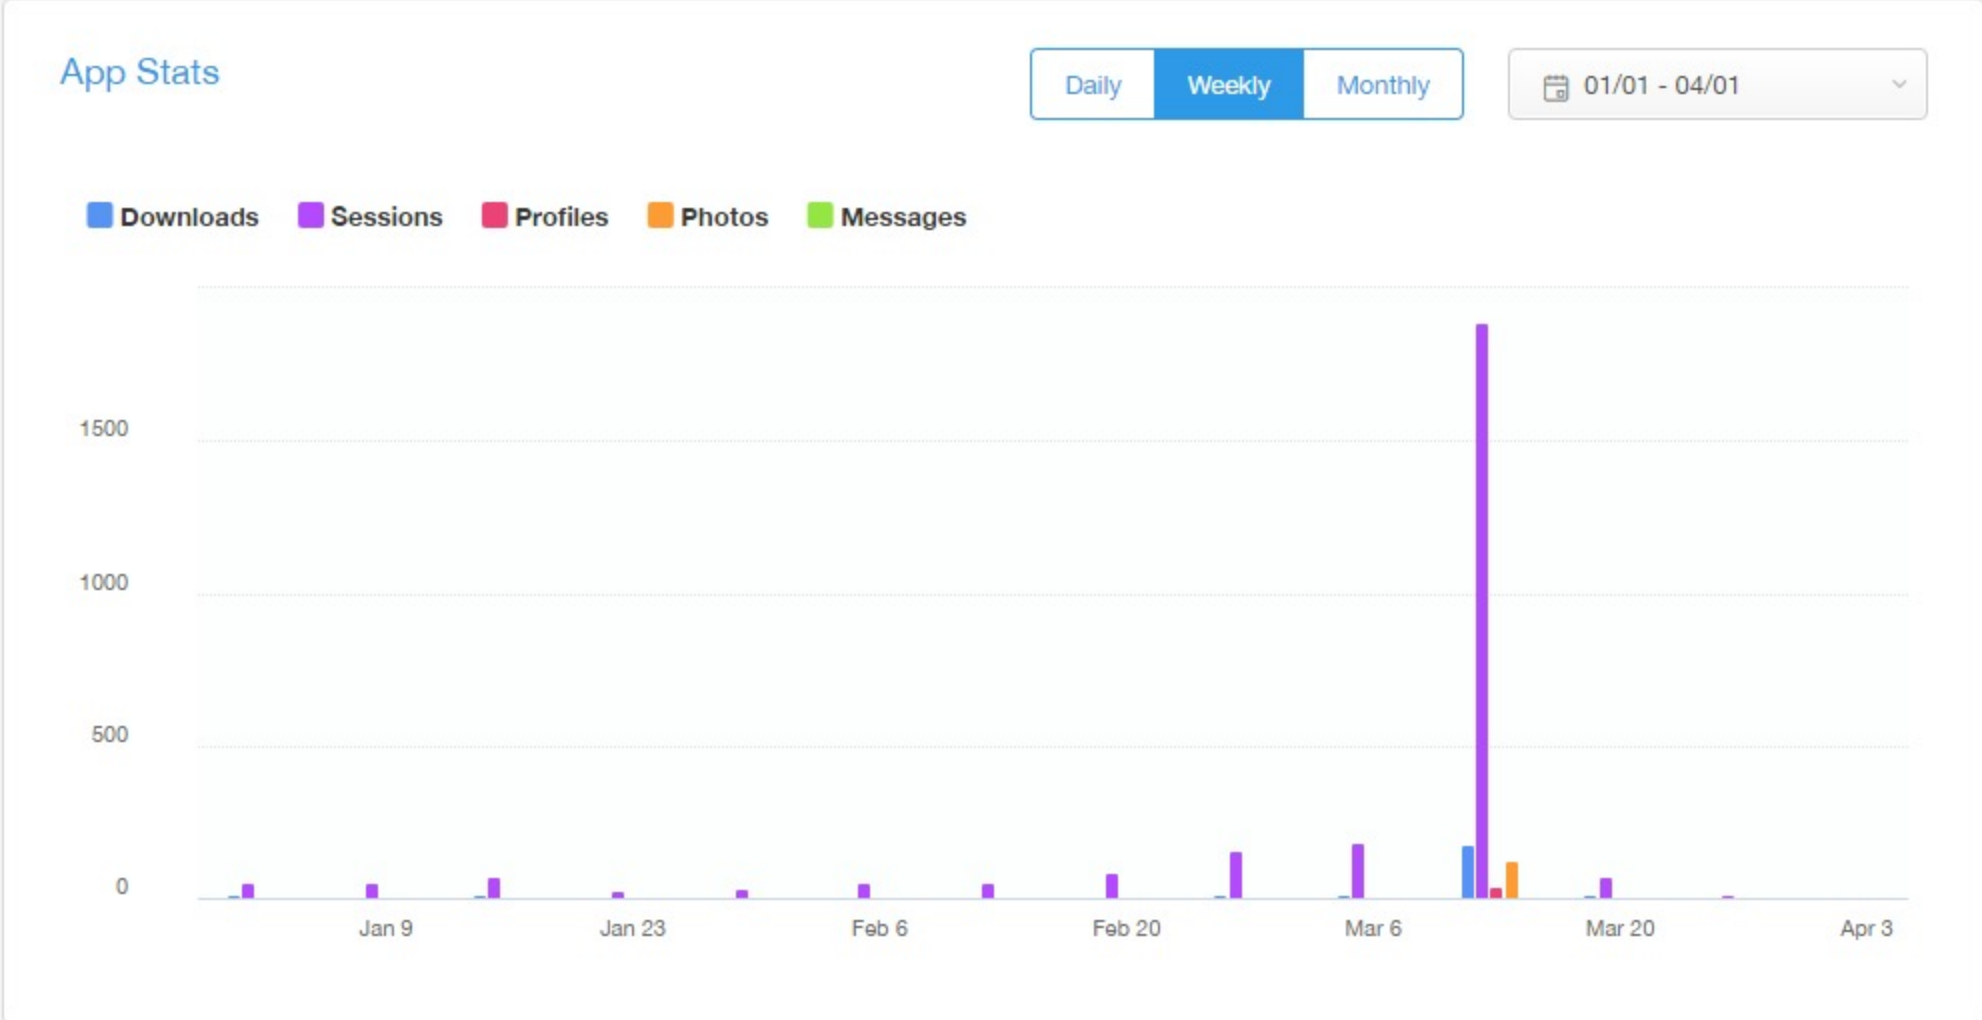 App Stats
Daily Weekly Monthly
01/01 - 04/01
Downloads Sessions Profiles Photos Messages
1500
1000
500
0
Jan 9 Jan 23 Feb 6 Feb 20 Mar 6 Mar 20 Apr 3